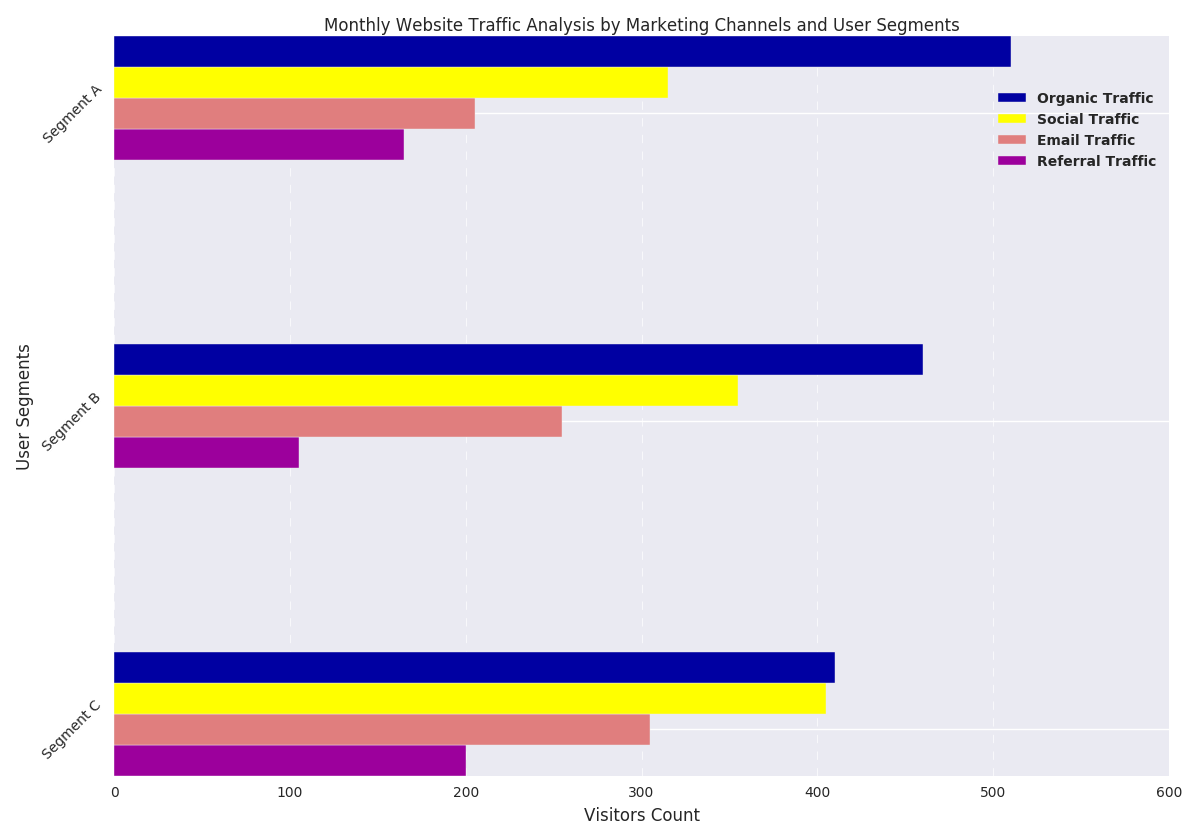 Monthly Website Traffic Analysis by Marketing Channels and User Segments
Organic Traffic
Social Traffic
Email Traffic
Referral Traffic
Segment A
Segment B
Segment C
User Segments
0 100 200 300 400 500 600
Visitors Count